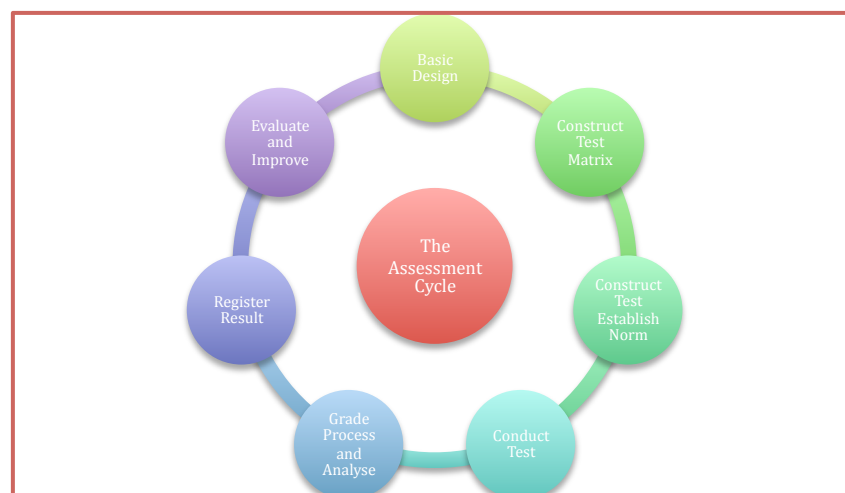 Basic
Design
Construct
Test
Matrix
Construct
Test
Establish
Norm
Conduct
Test
Grade
Process
and
Analyse
Register
Result
Evaluate
and
Improve
The
Assessment
Cycle